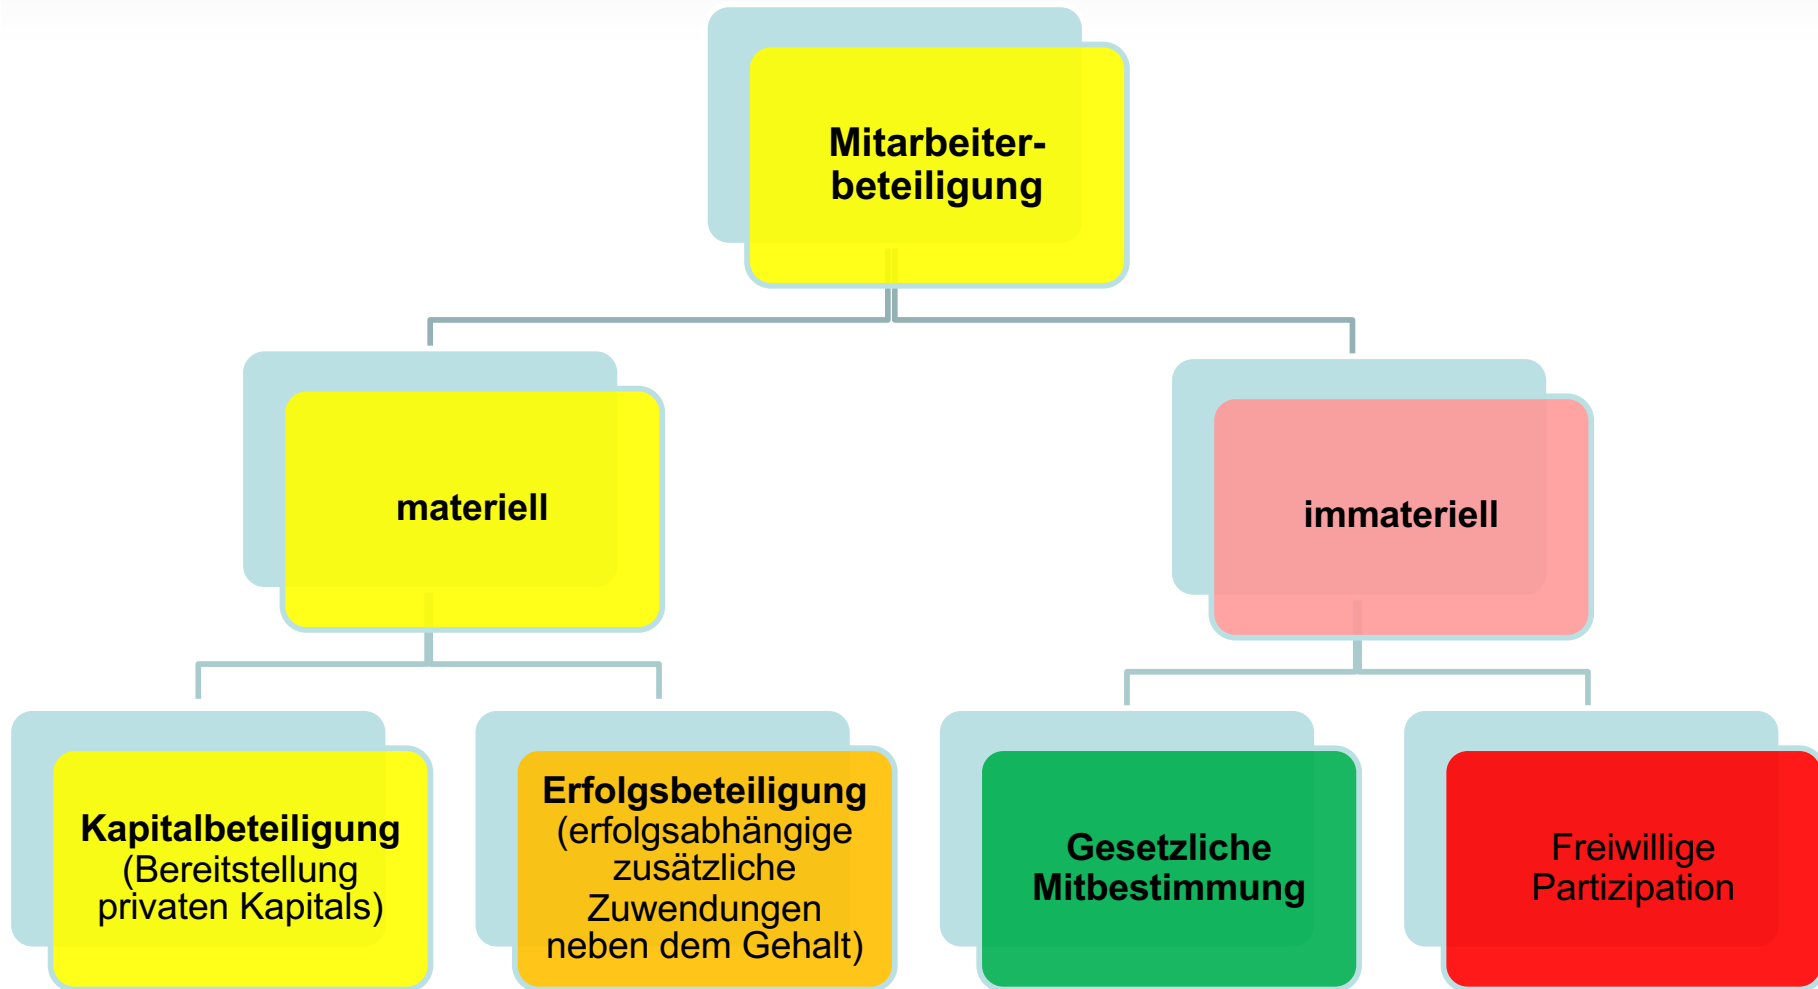 Mitarbeiter-
beteiligung
materiell
immateriell
Kapitalbeteiligung
(Bereitstellung
privaten Kapitals)
Erfolgsbeteiligung
(erfolgsabhängige
zusätzliche
Zuwendungen
neben dem Gehalt)
Gesetzliche
Mitbestimmung
Freiwillige
Partizipation